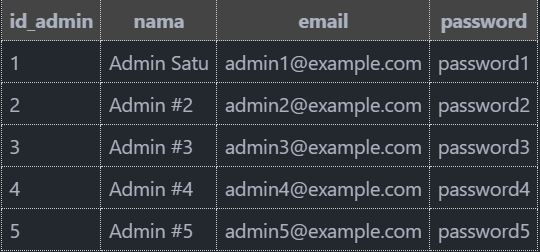 id_admin nama email password
1 Admin Satu admin1@example.com password1
2 Admin #2 admin2@example.com password2
3 Admin #3 admin3@example.com password3
4 Admin #4 admin4@example.com password4
5 Admin #5 admin5@example.com password5